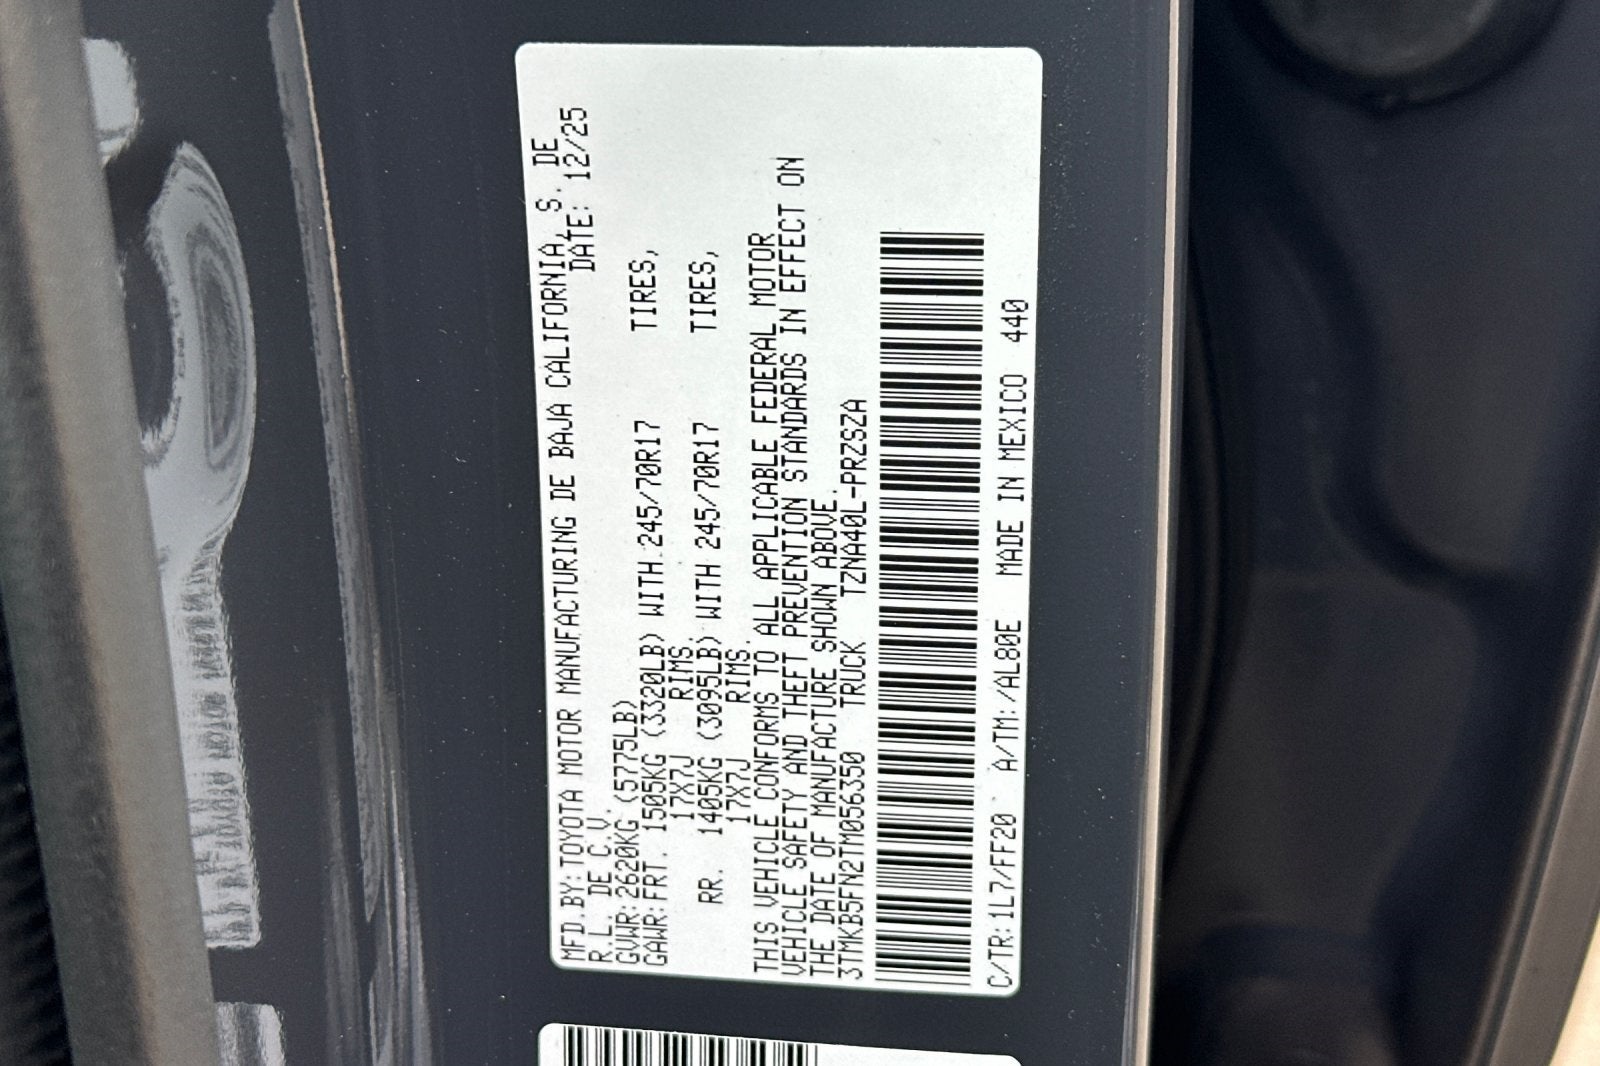 MFD.BY:TOYOTA MOTOR MANUFACTURING DE BAJA CALIFORNIA, S. DE
R.L. DE C.V. DATE: 12/25
GVWR:2620KG (5775LB)
GAWR:FRT. 1505KG (3320LB) WITH 245/70R17 TIRES,
17X7J RIMS.
RR. 1405KG (3095LB) WITH 245/70R17 TIRES,
17X7J RIMS.
THIS VEHICLE CONFORMS TO ALL APPLICABLE FEDERAL MOTOR
VEHICLE SAFETY AND THEFT PREVENTION STANDARDS IN EFFECT ON
THE DATE OF MANUFACTURE SHOWN ABOVE.
3TMKB5FN2TM056350 TRUCK TZNA40L-PRZSZA
C/TR:1L7/FF20 A/TM:/AL80E MADE IN MEXICO 440